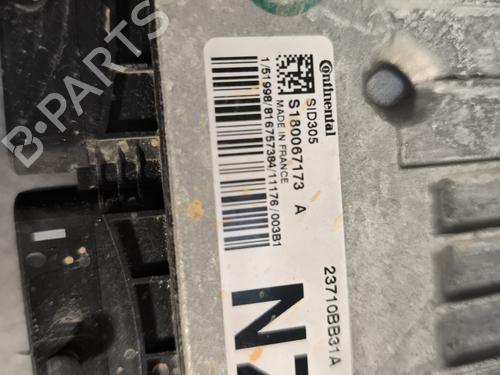 Continental
SID305
S180067173 A
MADE IN FRANCE
1/51998/816757384/11176/003B1
23710BB31A
B-PARTS